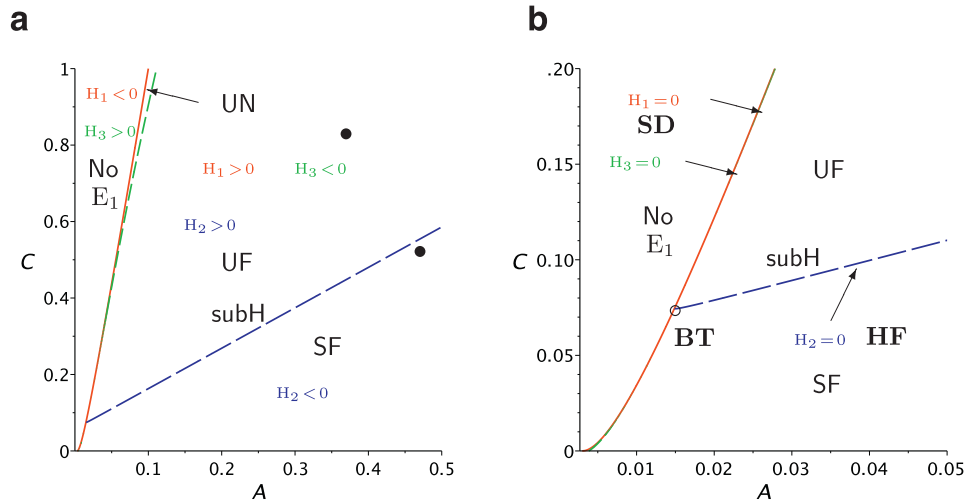 a
1
0.8
0.6
0.4
0.2
0
C
0.1
0.2
0.3
0.4
0.5
A
H₁<0
UN
H₃>0
No
E₁
H₁>0
H₃<0
H₂>0
UF
subH
SF
H₂<0
b
.20
0.15
0.10
0.05
0
C
0.01
0.02
0.03
0.04
0.05
A
H₁=0
SD
H₃=0
UF
No
E₁
subH
BT
H₂=0
HF
SF